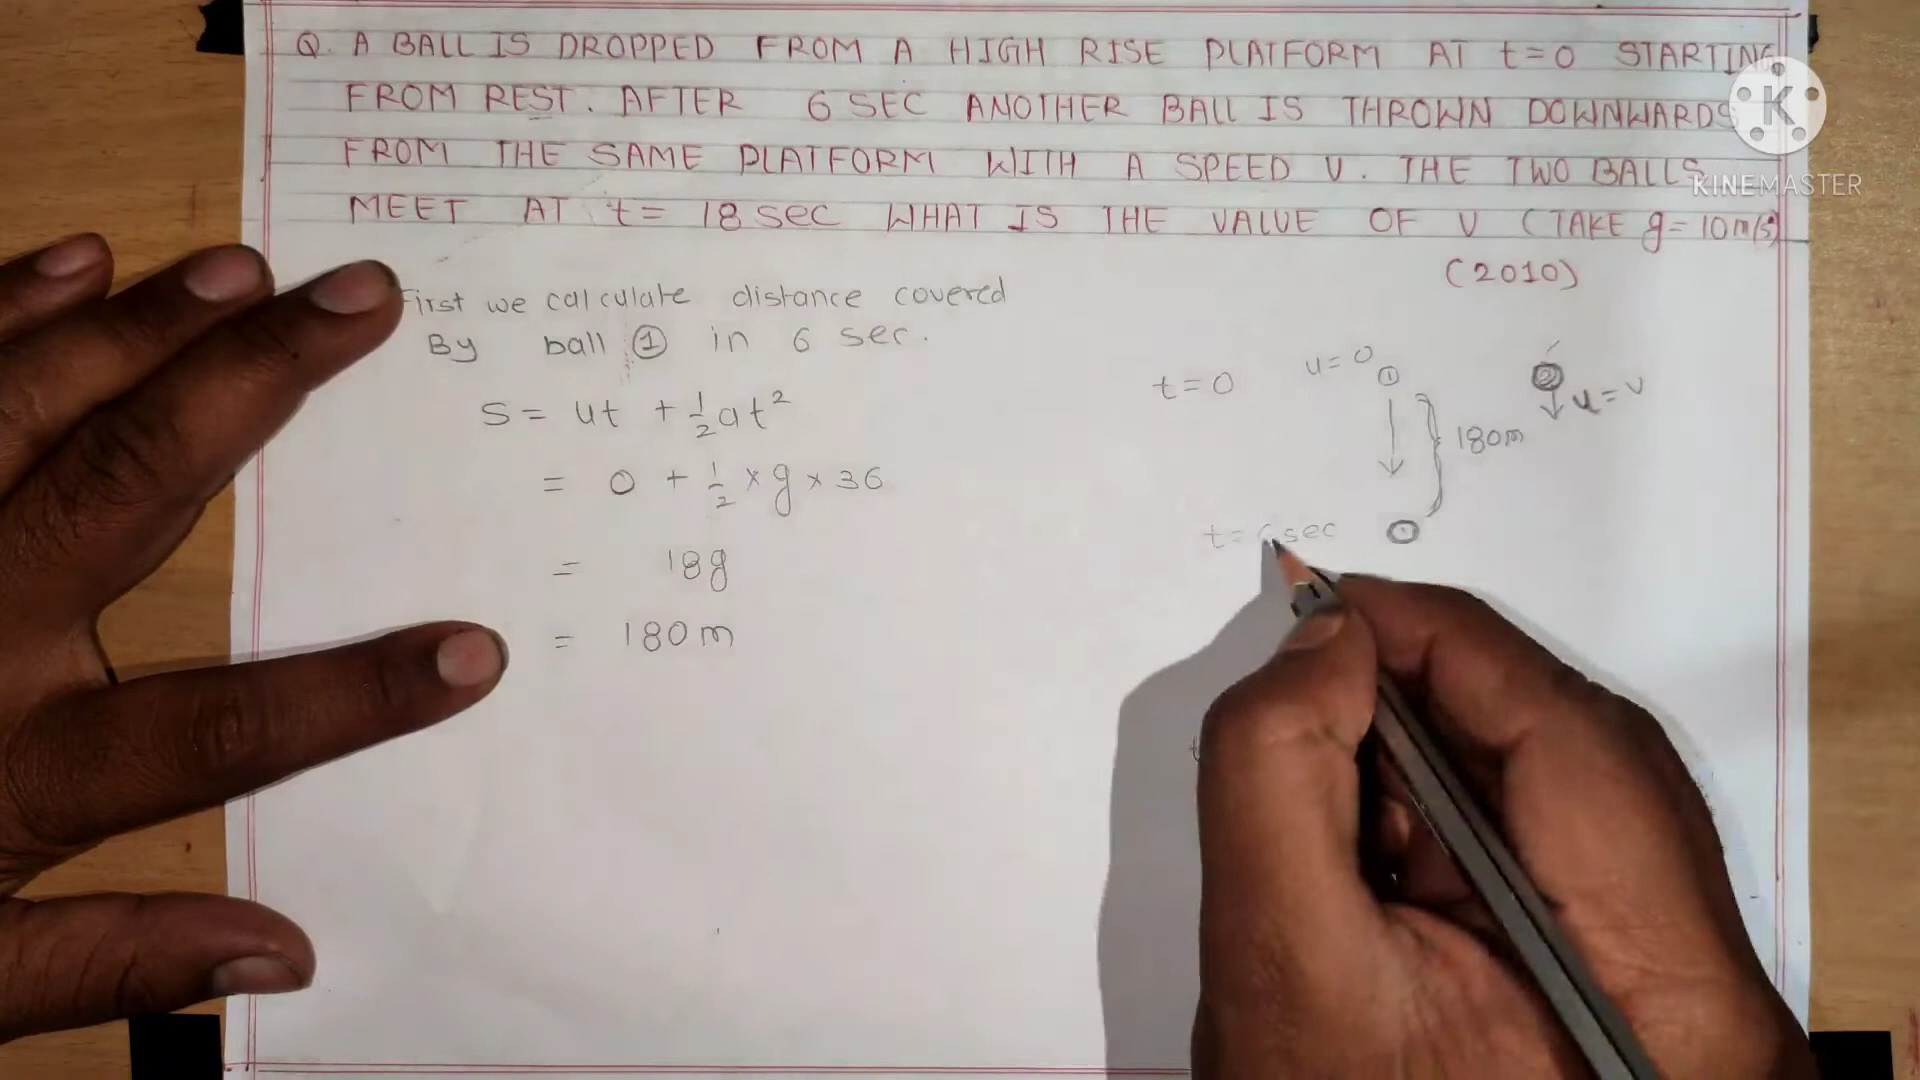 Q. A BALL IS DROPPED FROM A HIGH RISE PLATFORM AT t=0 STARTING
FROM REST. AFTER 6 SEC ANOTHER BALL IS THROWN DOWNWARDS
FROM THE SAME PLATFORM WITH A SPEED V. THE TWO BALLS
MEET AT t= 18 SEC WHAT IS THE VALUE OF V (TAKE g= 10 m/s²)
(2010)
K
KINEMASTER
First we calculate distance covered
By ball ① in 6 sec.
S = ut + ½at²
= 0 + ½ × g × 36
= 18g
= 180m
t=0 u=0 ① ②
u=v
180m
t= 6sec ①